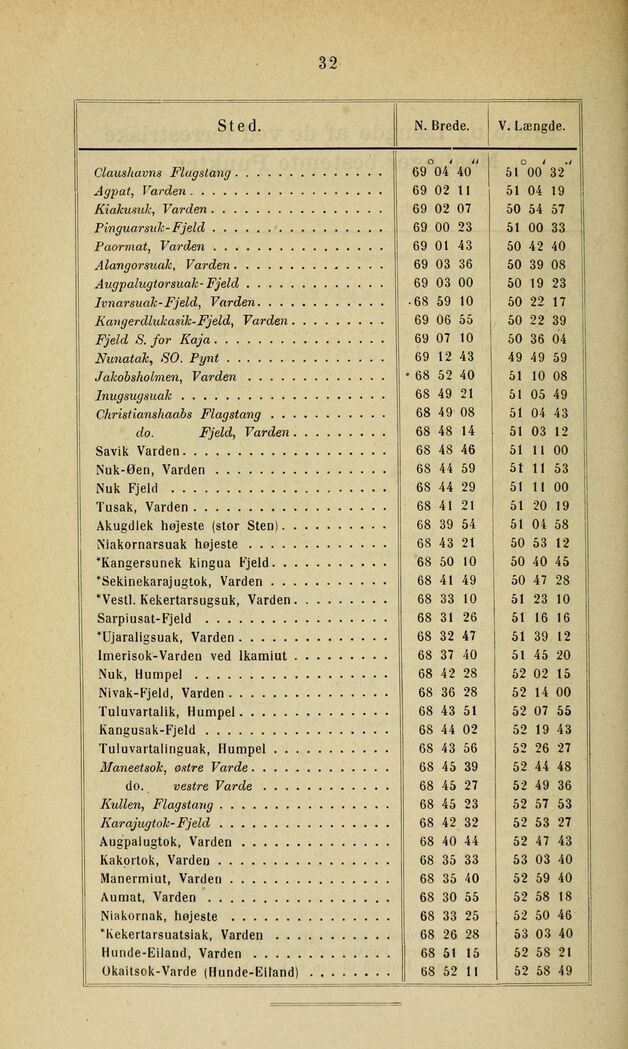 32
Sted. N. Brede. V. Længde.
° ′ ″ ° ′ ″
Claushavns Flagstang . . . 69 04 40 51 00 32
Agpat, Varden . . . 69 02 11 51 04 19
Kiakusuk, Varden . . . 69 02 07 50 54 57
Pinguarsuk-Fjeld . . . 69 00 23 51 00 33
Paormat, Varden . . . 69 01 43 50 42 40
Alangorsuak, Varden . . . 69 03 36 50 39 08
Augpalugtorsuak-Fjeld . . . 69 03 00 50 19 23
Ivnarsuak-Fjeld, Varden . . . 68 59 10 50 22 17
Kangerdlukasik-Fjeld, Varden . . . 69 06 55 50 22 39
Fjeld S. for Kaja . . . 69 07 10 50 36 04
Nunatak, SO. Pynt . . . 69 12 43 49 49 59
Jakobsholmen, Varden . . . 68 52 40 51 10 08
Inugsugsuak . . . 68 49 21 51 05 49
Christianshaabs Flagstang . . . 68 49 08 51 04 43
do. Fjeld, Varden . . . 68 48 14 51 03 12
Savik Varden . . . 68 48 46 51 11 00
Nuk-Øen, Varden . . . 68 44 59 51 11 53
Nuk Fjeld . . . 68 44 29 51 11 00
Tusak, Varden . . . 68 41 21 51 20 19
Akugdlek højeste (stor Sten) . . . 68 39 54 51 04 58
Niakornarsuak højeste . . . 68 43 21 50 53 12
*Kangersunek kingua Fjeld . . . 68 50 10 50 40 45
*Sekinekarajugtok, Varden . . . 68 41 49 50 47 28
*Vestl. Kekertarsugsuk, Varden . . . 68 33 10 51 23 10
Sarpiusat-Fjeld . . . 68 31 26 51 16 16
*Ujaraligsuak, Varden . . . 68 32 47 51 39 12
Imerisok-Varden ved Ikamiut . . . 68 37 40 51 45 20
Nuk, Humpel . . . 68 42 28 52 02 15
Nivak-Fjeld, Varden . . . 68 36 28 52 14 00
Tuluvartalik, Humpel . . . 68 43 51 52 07 55
Kangusak-Fjeld . . . 68 44 02 52 19 43
Tuluvartalinguak, Humpel . . . 68 43 56 52 26 27
Maneetsok, østre Varde . . . 68 45 39 52 44 48
do. vestre Varde . . . 68 45 27 52 49 36
Kullen, Flagstang . . . 68 45 23 52 57 53
Karajugtok-Fjeld . . . 68 42 32 52 53 27
Augpalugtok, Varden . . . 68 40 44 52 47 43
Kakortok, Varden . . . 68 35 33 53 03 40
Manermiut, Varden . . . 68 35 40 52 59 40
Aumat, Varden . . . 68 30 55 52 58 18
Niakornak, højeste . . . 68 33 25 52 50 46
*Kekertarsuatsiak, Varden . . . 68 26 28 53 03 40
Hunde-Eiland, Varden . . . 68 51 15 52 58 21
Okaitsok-Varde (Hunde-Eiland) . . . 68 52 11 52 58 49